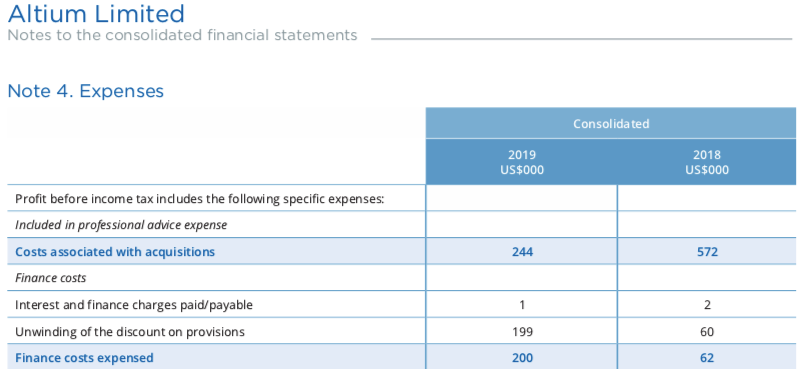 Altium Limited
Notes to the consolidated financial statements
Note 4. Expenses
Consolidated
2019 2018
US$000 US$000
Profit before income tax includes the following specific expenses:
Included in professional advice expense
Costs associated with acquisitions 244 572
Finance costs
Interest and finance charges paid/payable 1 2
Unwinding of the discount on provisions 199 60
Finance costs expensed 200 62